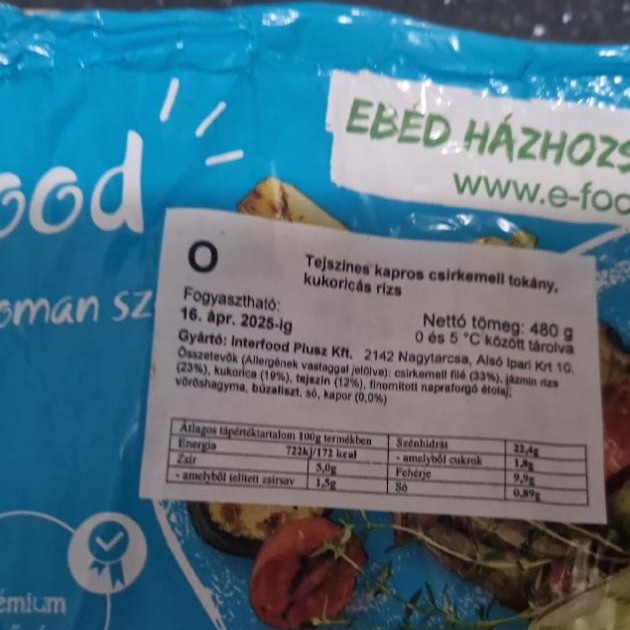 ood
EBÉD HÁZHOZS
www.e-foo
oman sz
O
Tejszínes kapros csirkemell tokány,
kukoricás rizs
Fogyasztható:
16. ápr. 2025-ig
Nettó tömeg: 480 g
0 és 5 °C között tárolva
Gyártó: Interfood Plusz Kft. 2142 Nagytarcsa, Alsó Ipari Krt 10.
Összetevők (Allergének vastaggal jelölve): csirkemell filé (33%), jázmin rizs
(23%), kukorica (19%), tejszín (12%), finomított napraforgó étolaj,
vöröshagyma, búzaliszt, só, kapor (0,0%)
Átlagos tápértéktartalom 100g termékben
Energia 722kj/172 kcal
Zsír 5,0g
- amelyből telített zsírsav 1,5g
Szénhidrát 22,4g
- amelyből cukrok 1,8g
Fehérje 9,9g
Só 0,89g
émium